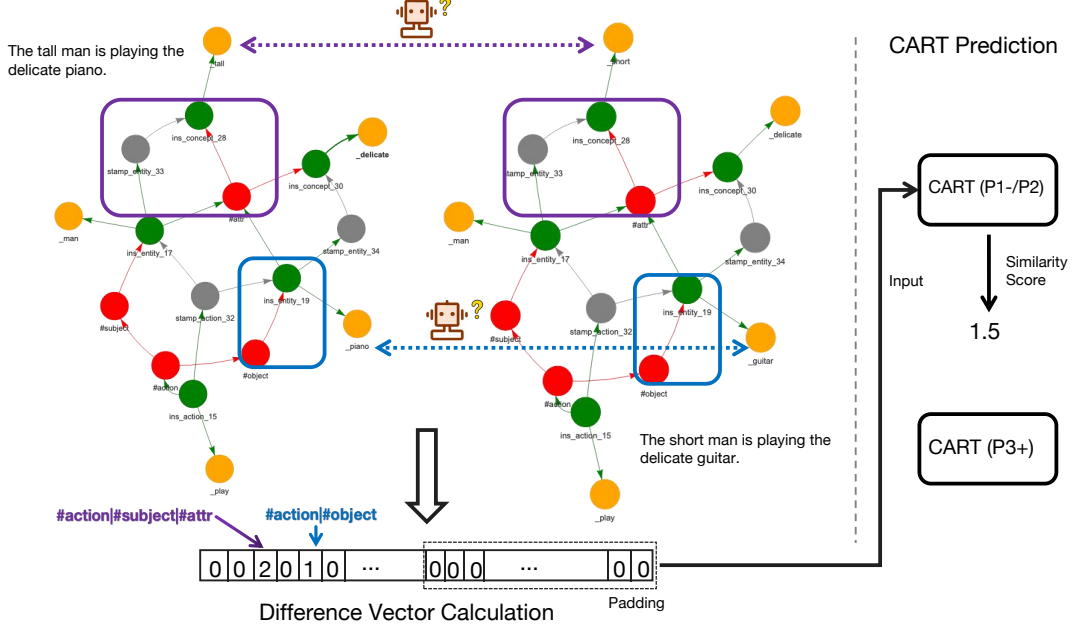 The tall man is playing the
delicate piano.
?
_tall
ins_concept_28
stamp_entity_33
_delicate
ins_concept_30
#attr
_man
ins_entity_17
stamp_entity_34
ins_entity_19
stamp_action_32
#subject
_piano
#object
#action
ins_action_15
_play
?
_short
ins_concept_28
stamp_entity_33
_delicate
ins_concept_30
#attr
_man
ins_entity_17
stamp_entity_34
ins_entity_19
stamp_action_32
#subject
_guitar
#object
#action
ins_action_15
_play
The short man is playing the
delicate guitar.
#action|#subject|#attr
#action|#object
0 0 2 0 1 0 ... 0 0 0 ... 0 0
Padding
Difference Vector Calculation
CART Prediction
CART (P1-/P2)
Input
Similarity
Score
1.5
CART (P3+)